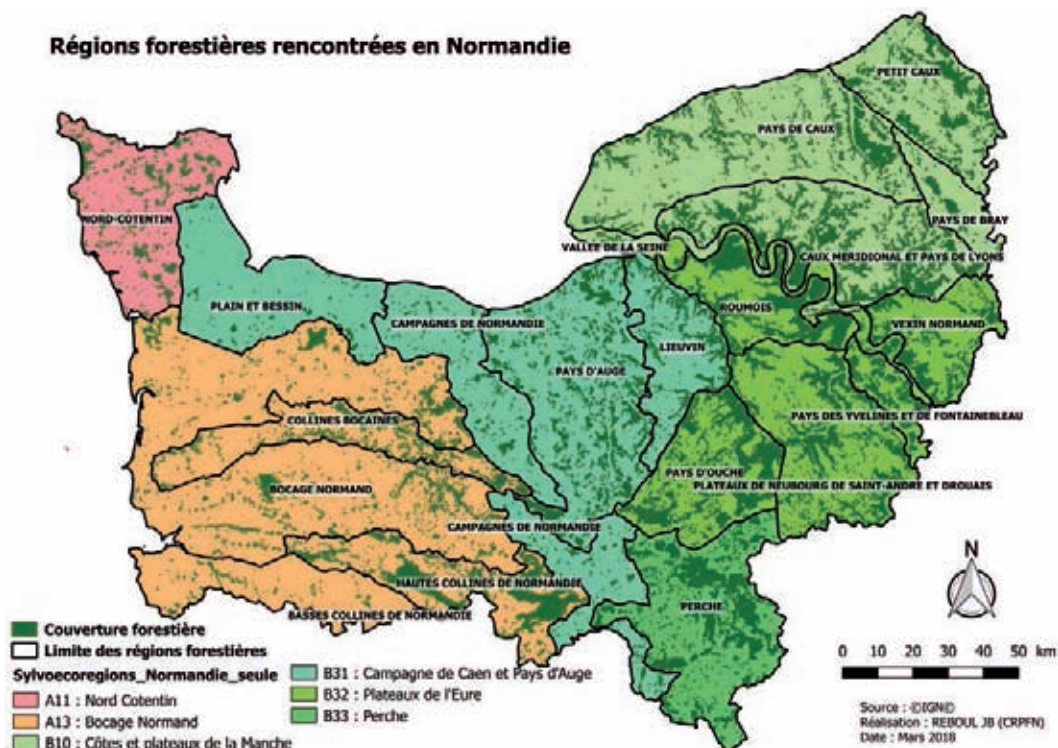 Régions forestières rencontrées en Normandie
PETIT CAUX
PAYS DE CAUX
NORD-COTENTIN
PAYS DE BRAY
VALLEE DE LA SEINE
CAUX MERIDIONAL ET PAYS DE LYONS
PLAIN ET BESSIN
CAMPAGNES DE NORMANDIE
ROUMOIS
VEXIN NORMAND
LIEUVIN
PAYS D'AUGE
PAYS DES YVELINES ET DE FONTAINEBLEAU
COLLINES BOCAINES
PAYS D'OUCHE
BOCAGE NORMAND
PLATEAUX DE NEUBOURG DE SAINT-ANDRE ET DROUAIS
CAMPAGNES DE NORMANDIE
HAUTES COLLINES DE NORMANDIE
PERCHE
BASSES COLLINES DE NORMANDIE
N
Couverture forestière
Limite des régions forestières
Sylvoecoregions_Normandie_seule
A11 : Nord Cotentin
A13 : Bocage Normand
B10 : Côtes et plateaux de la Manche
B31 : Campagne de Caen et Pays d'Auge
B32 : Plateaux de l'Eure
B33 : Perche
0 10 20 30 40 50 km
Source : ©IGN©
Réalisation : REBOUL JB (CRPFN)
Date : Mars 2018